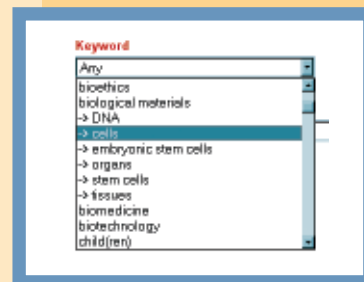 Keyword
Any
bioethics
biological materials
-> DNA
-> cells
-> embryonic stem cells
-> organs
-> stem cells
-> tissues
biomedicine
biotechnology
child(ren)